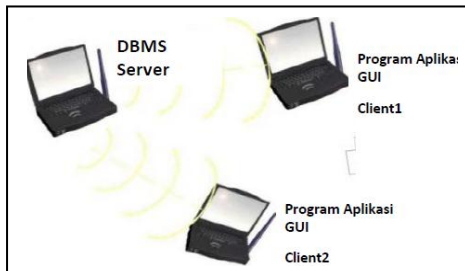 DBMS
Server
Program Aplikas
GUI
Client1
Program Aplikasi
GUI
Client2